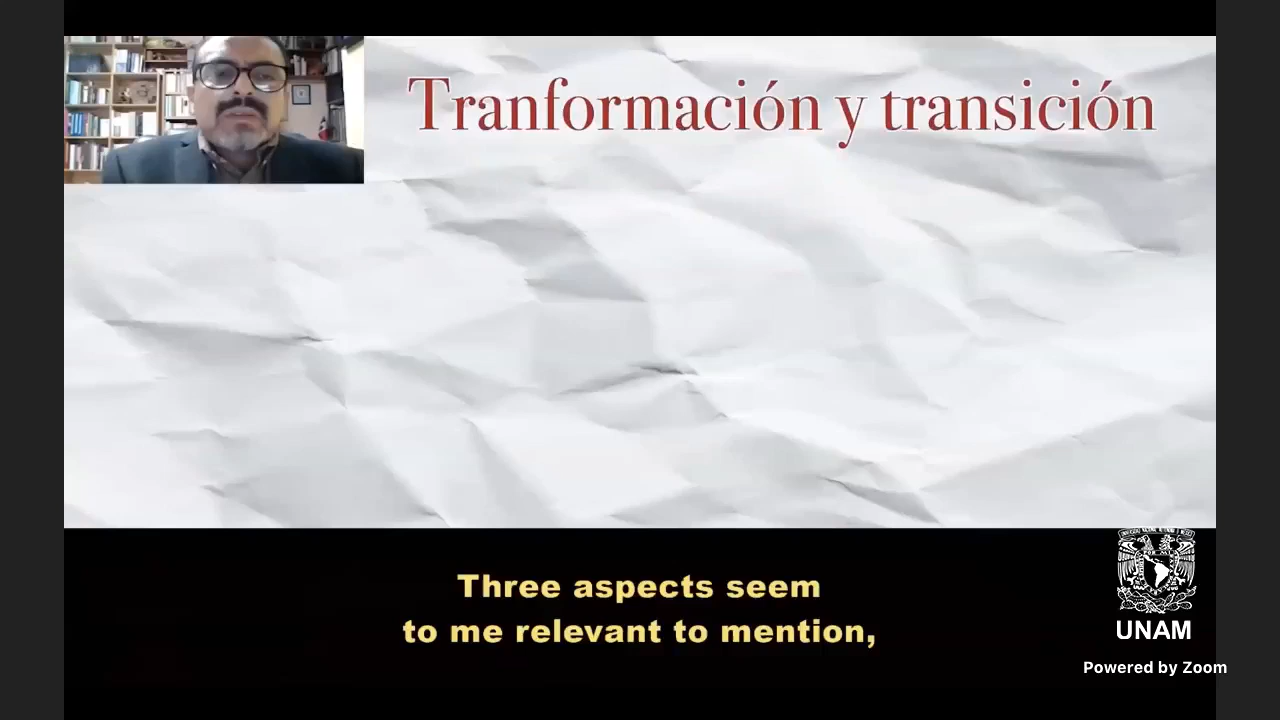 Tranformación y transición
Three aspects seem
to me relevant to mention,
UNAM
Powered by Zoom